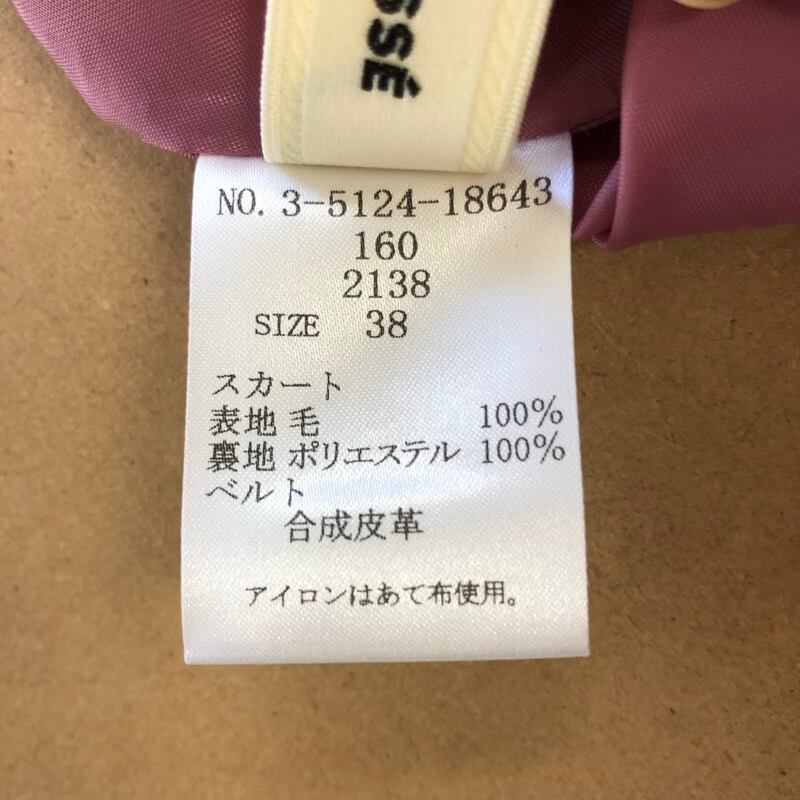 SSÉ
NO. 3-5124-18643
160
2138
SIZE 38
スカート
表地 毛 100%
裏地 ポリエステル 100%
ベルト
合成皮革
アイロンはあて布使用。